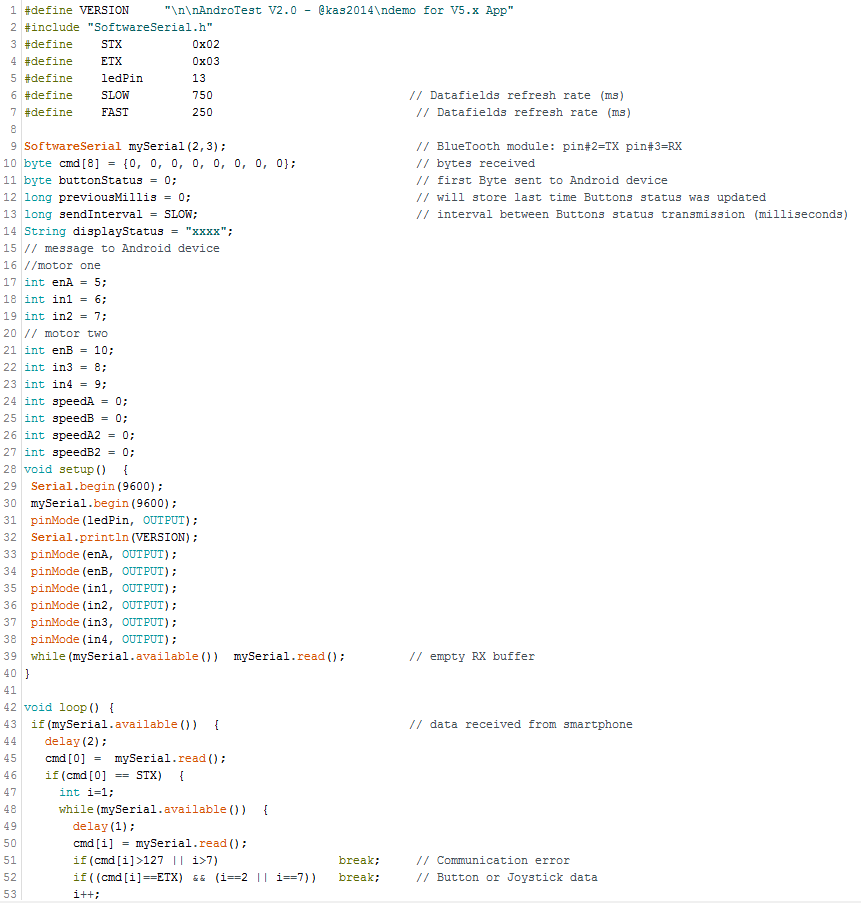 1 #define VERSION     "\n\nAndroTest V2.0 - @kas2014\ndemo for V5.x App"
2 #include "SoftwareSerial.h"
3 #define    STX          0x02
4 #define    ETX          0x03
5 #define    ledPin       13
6 #define    SLOW         750                            // Datafields refresh rate (ms)
7 #define    FAST         250                             // Datafields refresh rate (ms)
8
9 SoftwareSerial mySerial(2,3);                           // BlueTooth module: pin#2=TX pin#3=RX
10 byte cmd[8] = {0, 0, 0, 0, 0, 0, 0, 0};                 // bytes received
11 byte buttonStatus = 0;                                  // first Byte sent to Android device
12 long previousMillis = 0;                                // will store last time Buttons status was updated
13 long sendInterval = SLOW;                               // interval between Buttons status transmission (milliseconds)
14 String displayStatus = "xxxx";
15 // message to Android device
16 //motor one
17 int enA = 5;
18 int in1 = 6;
19 int in2 = 7;
20 // motor two
21 int enB = 10;
22 int in3 = 8;
23 int in4 = 9;
24 int speedA = 0;
25 int speedB = 0;
26 int speedA2 = 0;
27 int speedB2 = 0;
28 void setup()  {
29  Serial.begin(9600);
30  mySerial.begin(9600);
31  pinMode(ledPin, OUTPUT);
32  Serial.println(VERSION);
33  pinMode(enA, OUTPUT);
34  pinMode(enB, OUTPUT);
35  pinMode(in1, OUTPUT);
36  pinMode(in2, OUTPUT);
37  pinMode(in3, OUTPUT);
38  pinMode(in4, OUTPUT);
39  while(mySerial.available())  mySerial.read();         // empty RX buffer
40 }
41
42 void loop() {
43  if(mySerial.available())  {                           // data received from smartphone
44    delay(2);
45    cmd[0] =  mySerial.read();
46    if(cmd[0] == STX)  {
47      int i=1;
48      while(mySerial.available())  {
49        delay(1);
50        cmd[i] = mySerial.read();
51        if(cmd[i]>127 || i>7)                 break;     // Communication error
52        if((cmd[i]==ETX) && (i==2 || i==7))   break;     // Button or Joystick data
53        i++;